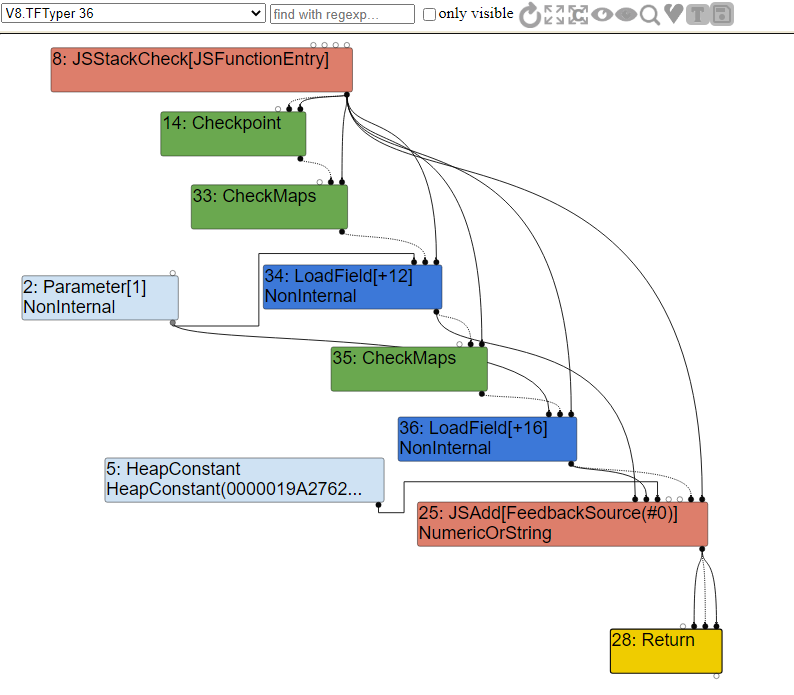 V8.TFTyper 36
find with regexp...
only visible
T
8: JSStackCheck[JSFunctionEntry]
14: Checkpoint
33: CheckMaps
2: Parameter[1]
NonInternal
34: LoadField[+12]
NonInternal
35: CheckMaps
36: LoadField[+16]
NonInternal
5: HeapConstant
HeapConstant(0000019A2762...
25: JSAdd[FeedbackSource(#0)]
NumericOrString
28: Return